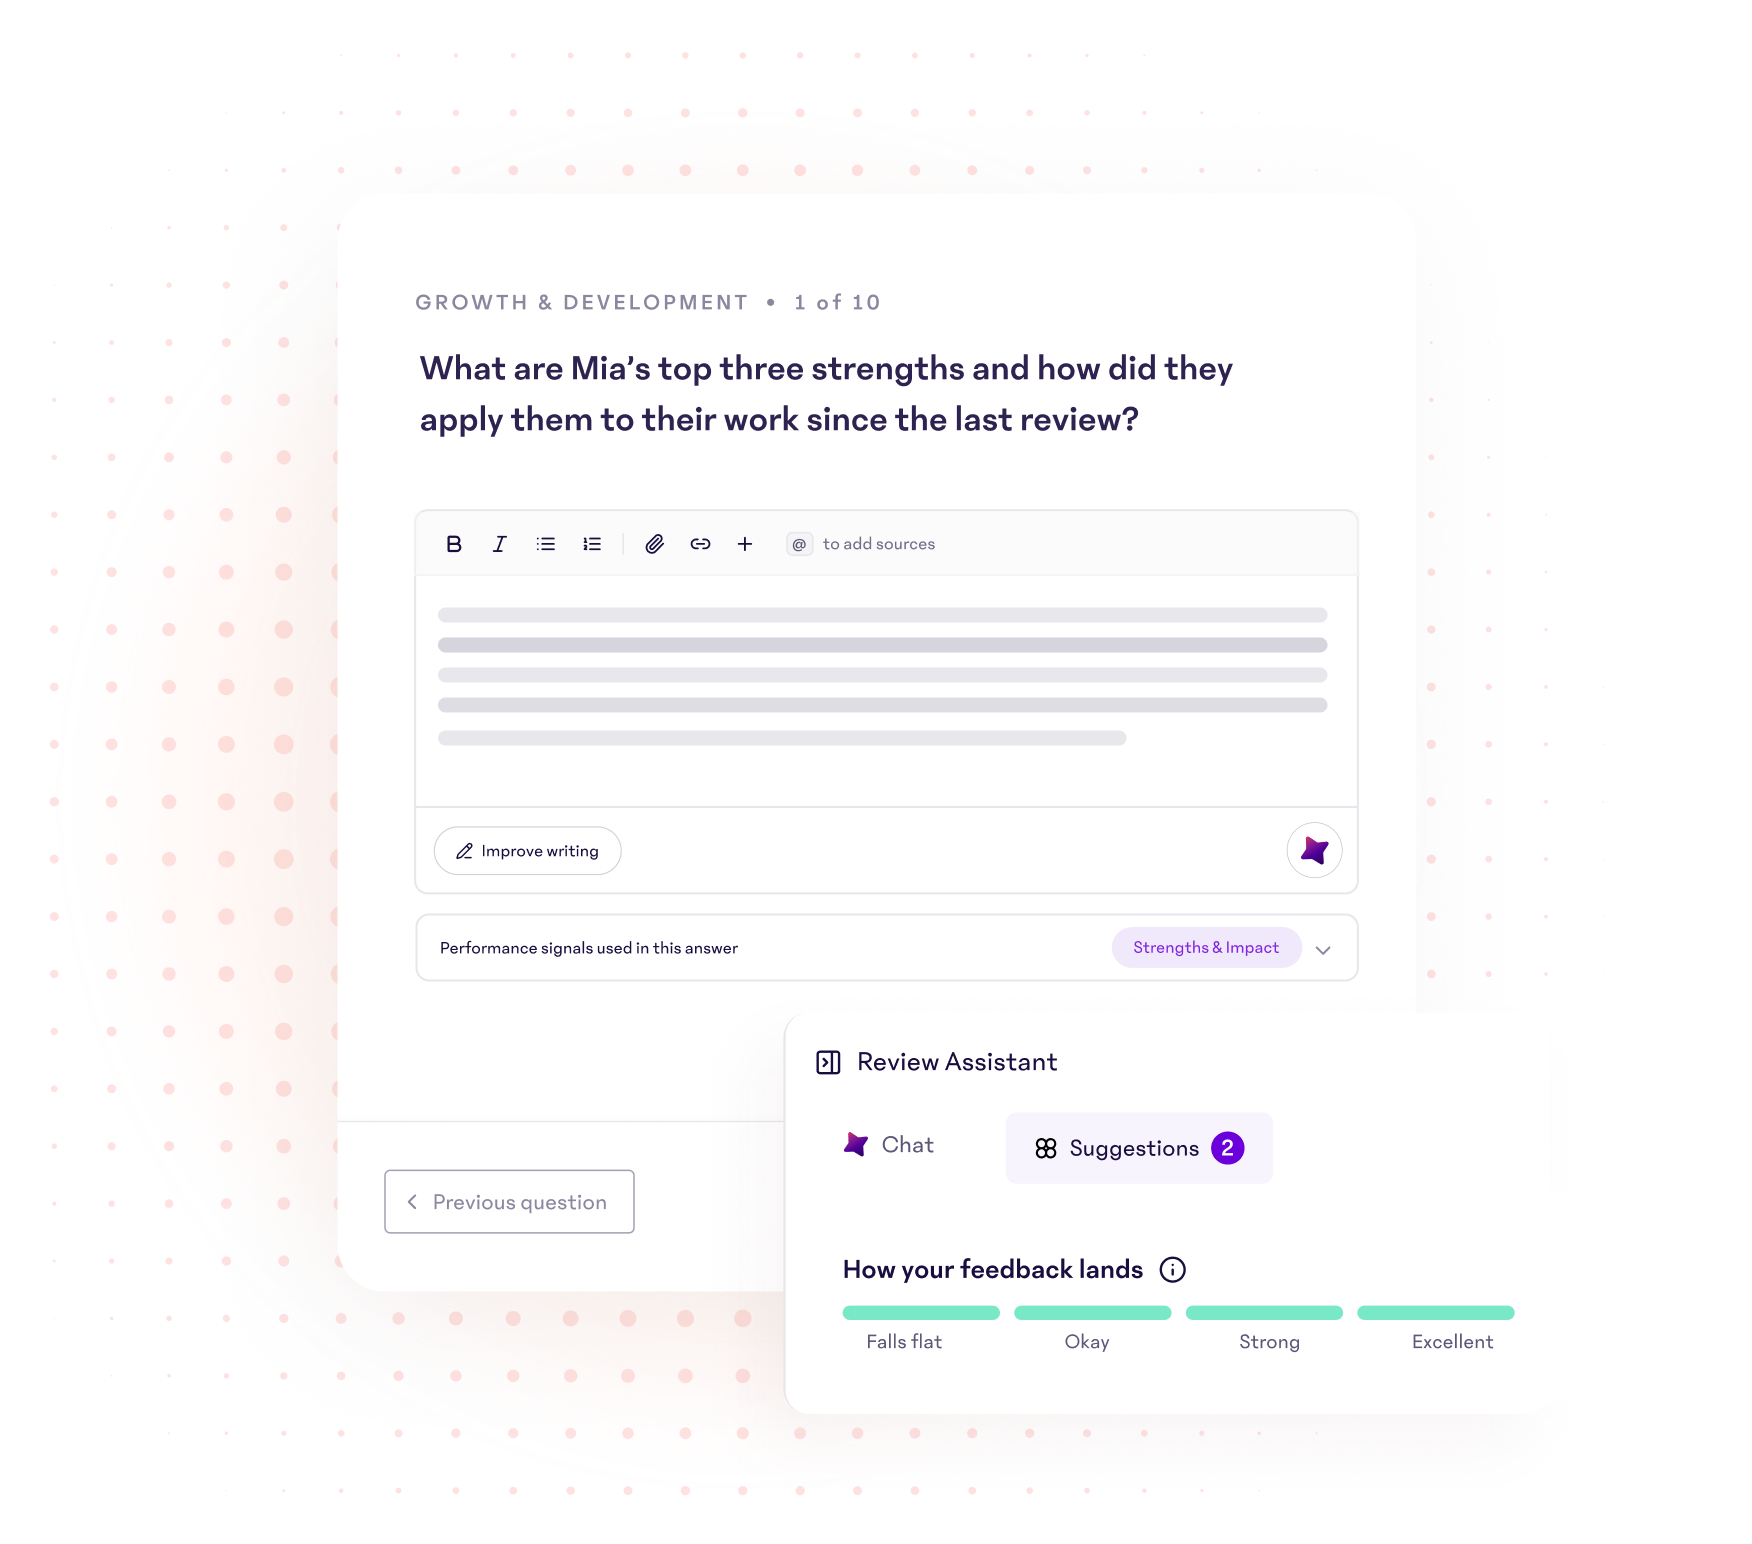 GROWTH & DEVELOPMENT • 1 of 10
What are Mia’s top three strengths and how did they
apply them to their work since the last review?
B I @ to add sources
Improve writing
Performance signals used in this answer Strengths & Impact
Review Assistant
Chat Suggestions 2
Previous question
How your feedback lands
Falls flat Okay Strong Excellent